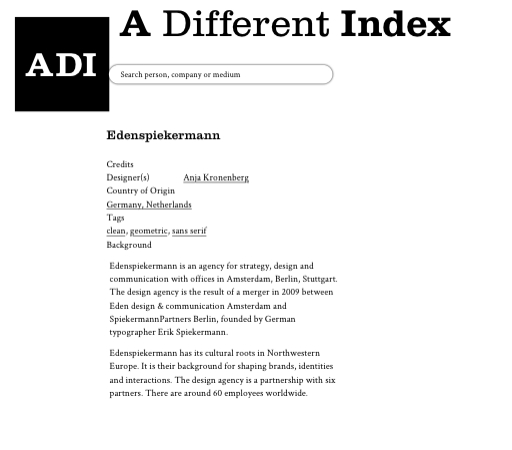 A Different Index
ADI
Search person, company or medium
Edenspiekermann
Credits
Designer(s) Anja Kronenberg
Country of Origin
Germany, Netherlands
Tags
clean, geometric, sans serif
Background
Edenspiekermann is an agency for strategy, design and
communication with offices in Amsterdam, Berlin, Stuttgart.
The design agency is the result of a merger in 2009 between
Eden design & communication Amsterdam and
SpiekermannPartners Berlin, founded by German
typographer Erik Spiekermann.
Edenspiekermann has its cultural roots in Northwestern
Europe. It is their background for shaping brands, identities
and interactions. The design agency is a partnership with six
partners. There are around 60 employees worldwide.